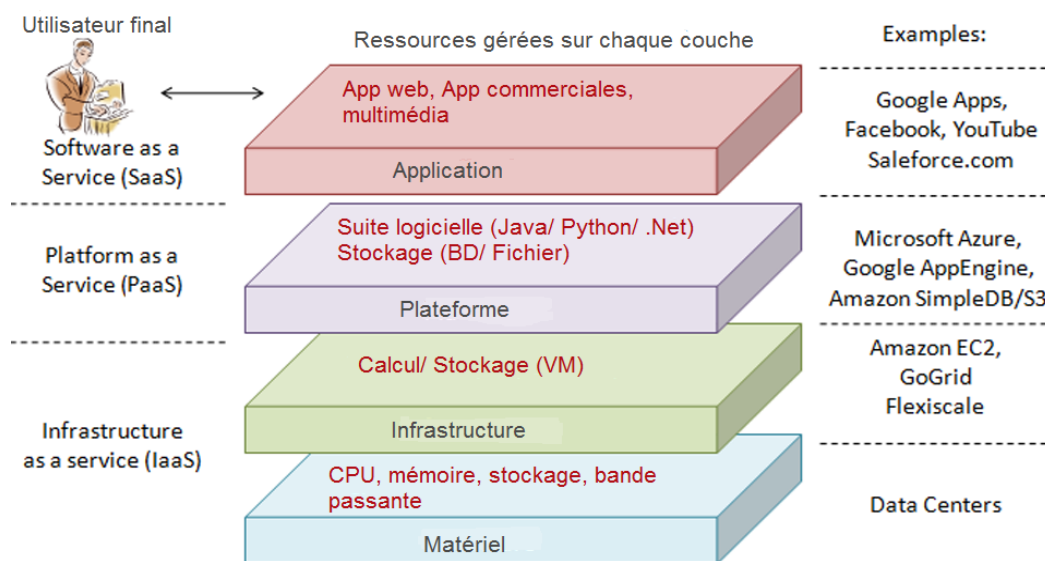 Utilisateur final
Ressources gérées sur chaque couche
Examples:
App web, App commerciales,
multimédia
Application
Software as a
Service (SaaS)
Google Apps,
Facebook, YouTube
Saleforce.com
Suite logicielle (Java/ Python/ .Net)
Stockage (BD/ Fichier)
Plateforme
Platform as a
Service (PaaS)
Microsoft Azure,
Google AppEngine,
Amazon SimpleDB/S3
Calcul/ Stockage (VM)
Infrastructure
Amazon EC2,
GoGrid
Flexiscale
Infrastructure
as a service (IaaS)
CPU, mémoire, stockage, bande
passante
Matériel
Data Centers